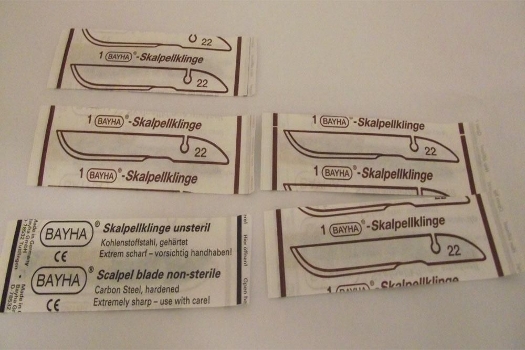 22
1 BAYHA®-Skalpellklinge
22
1 BAYHA®-Skalpellklinge
22
1 BAYHA®-Skalpellklinge
1 BAYHA®-Skalpellklinge
22
1 BAYHA®-Skalpellklinge
1 BAYHA®-Skalpellklinge
22
BAYHA® Skalpellklinge unsteril
Kohlenstoffstahl, gehärtet
CE Extrem scharf – vorsichtig handhaben!
BAYHA® Scalpel blade non-sterile
Carbon Steel, hardened
CE Extremely sharp – use with care!
Made in